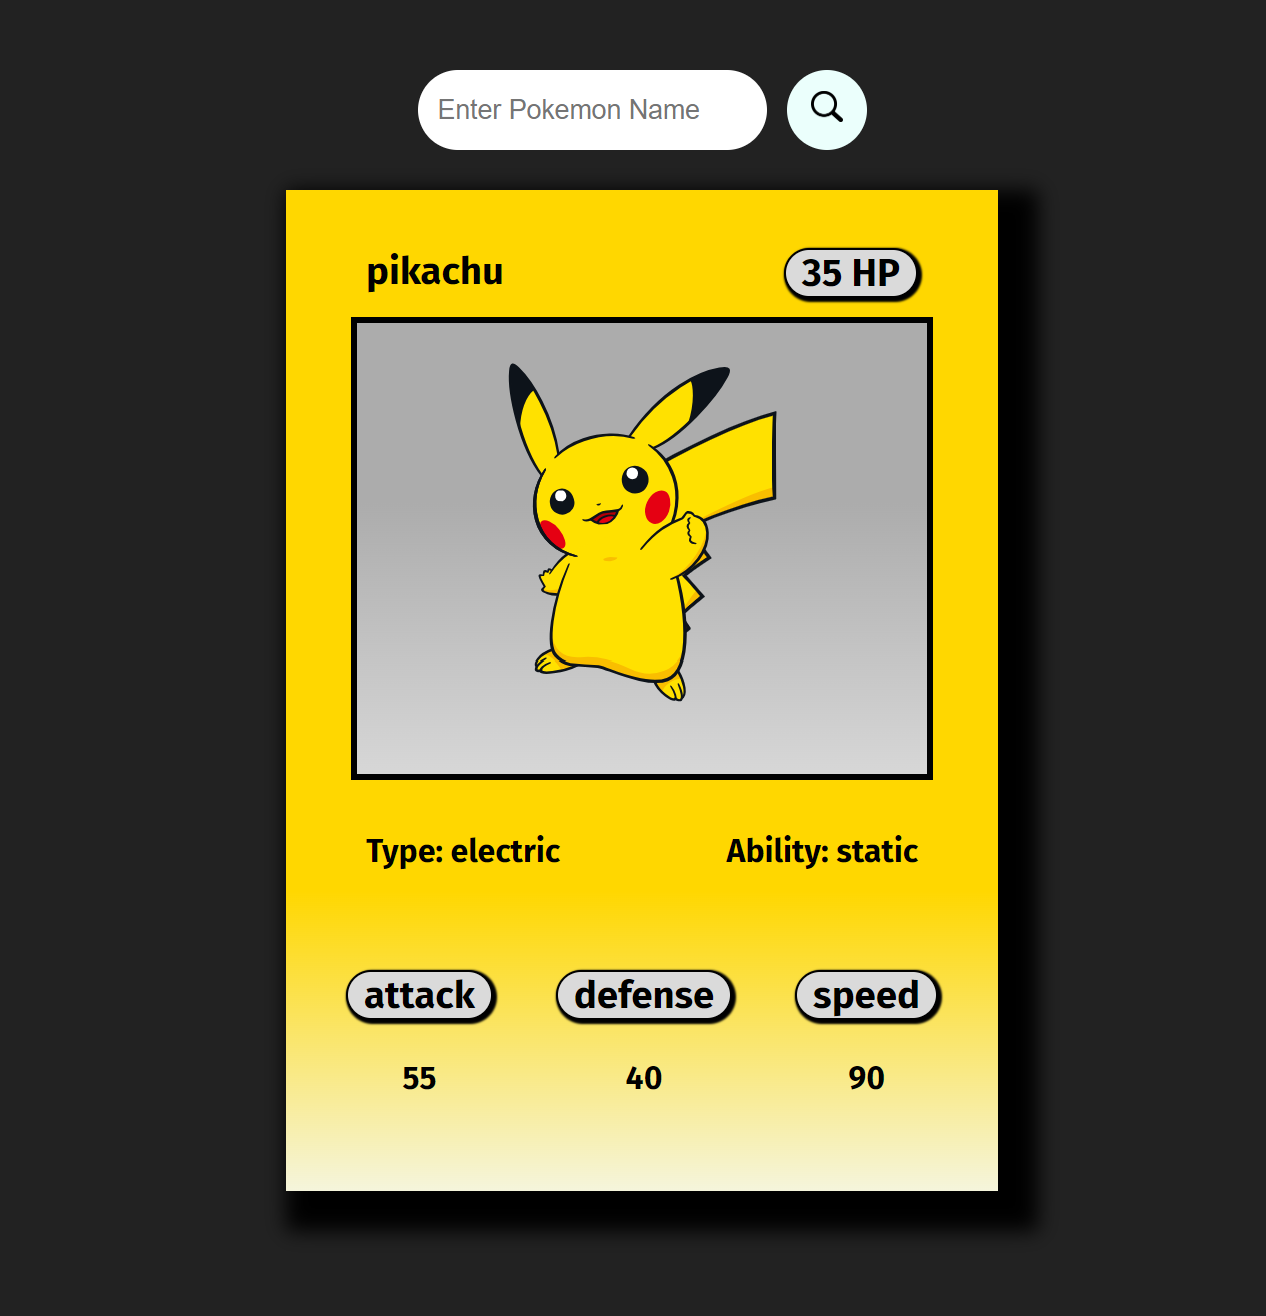 Enter Pokemon Name
pikachu
35 HP
Type: electric
Ability: static
attack
defense
speed
55
40
90